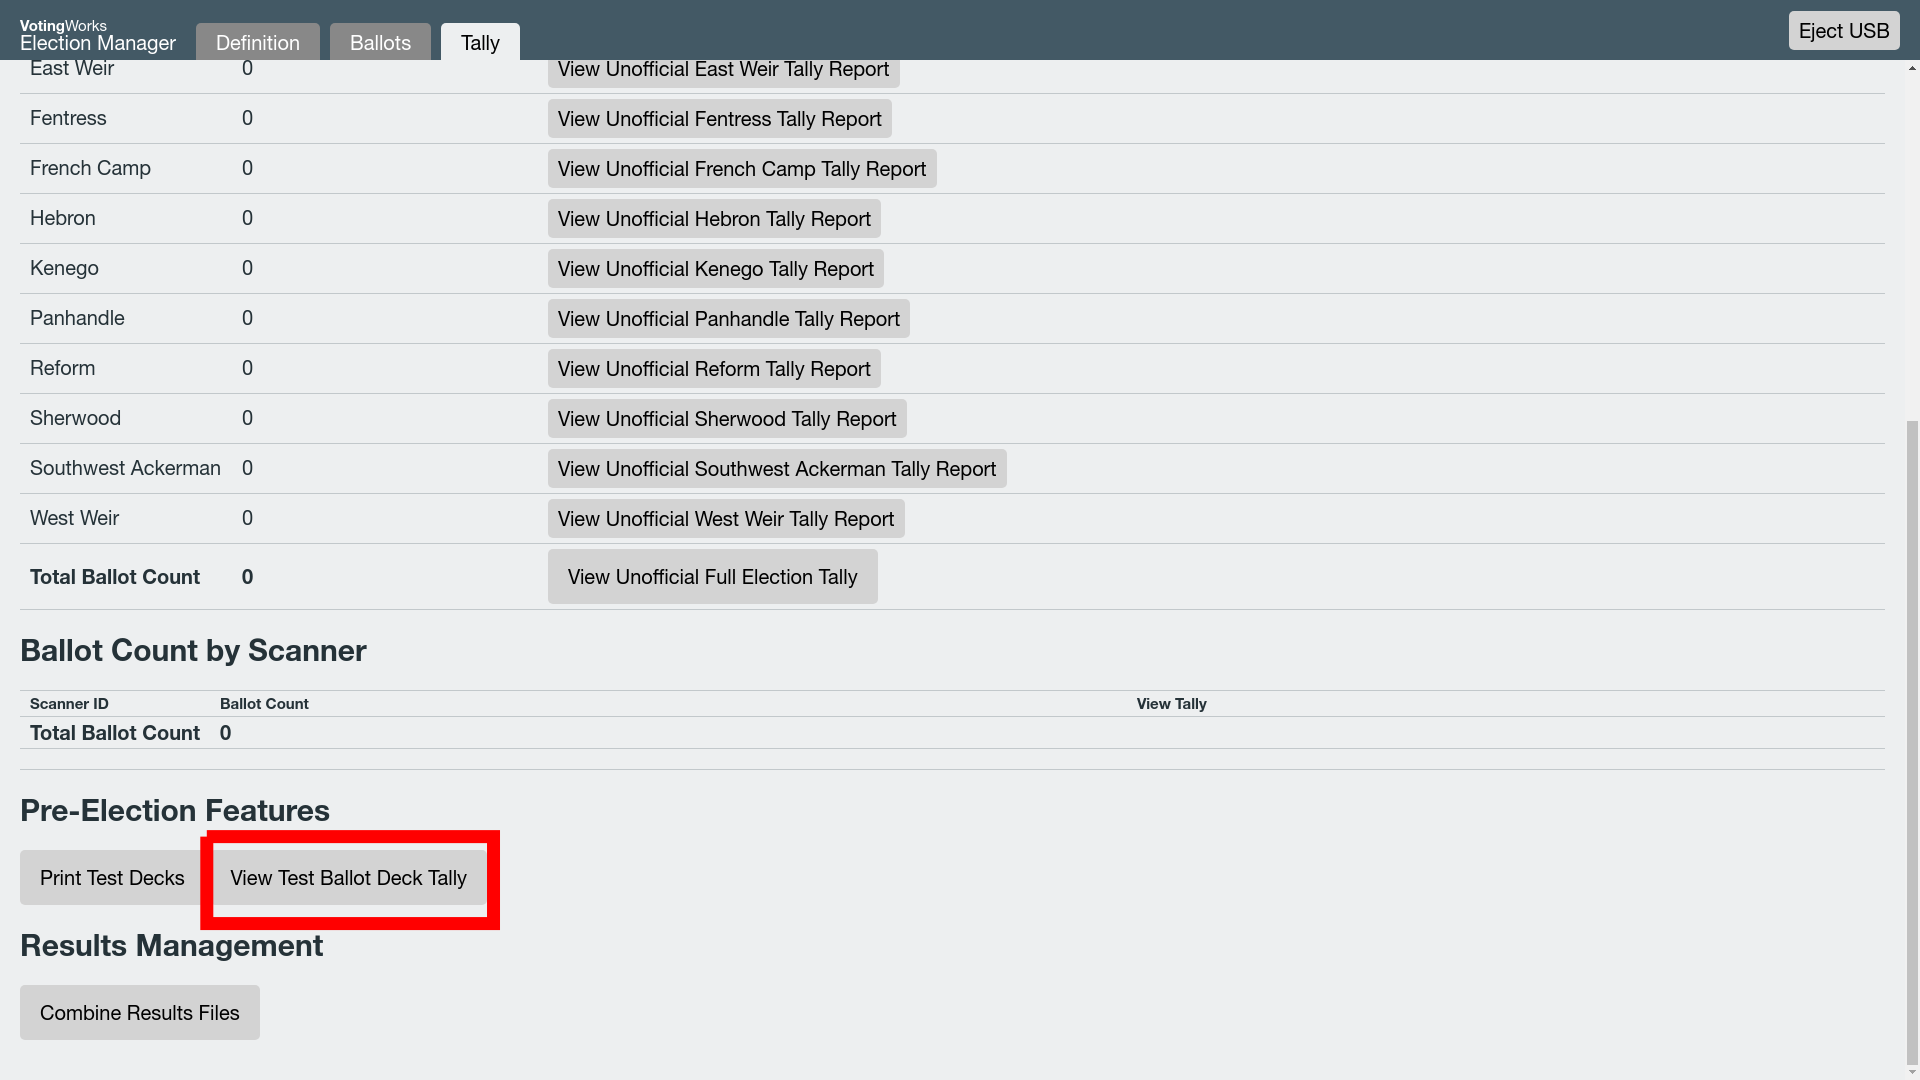 VotingWorks
Election Manager
Definition
Ballots
Tally
Eject USB
East Weir 0 View Unofficial East Weir Tally Report
Fentress 0 View Unofficial Fentress Tally Report
French Camp 0 View Unofficial French Camp Tally Report
Hebron 0 View Unofficial Hebron Tally Report
Kenego 0 View Unofficial Kenego Tally Report
Panhandle 0 View Unofficial Panhandle Tally Report
Reform 0 View Unofficial Reform Tally Report
Sherwood 0 View Unofficial Sherwood Tally Report
Southwest Ackerman 0 View Unofficial Southwest Ackerman Tally Report
West Weir 0 View Unofficial West Weir Tally Report
Total Ballot Count 0 View Unofficial Full Election Tally
Ballot Count by Scanner
Scanner ID Ballot Count View Tally
Total Ballot Count 0
Pre-Election Features
Print Test Decks View Test Ballot Deck Tally
Results Management
Combine Results Files